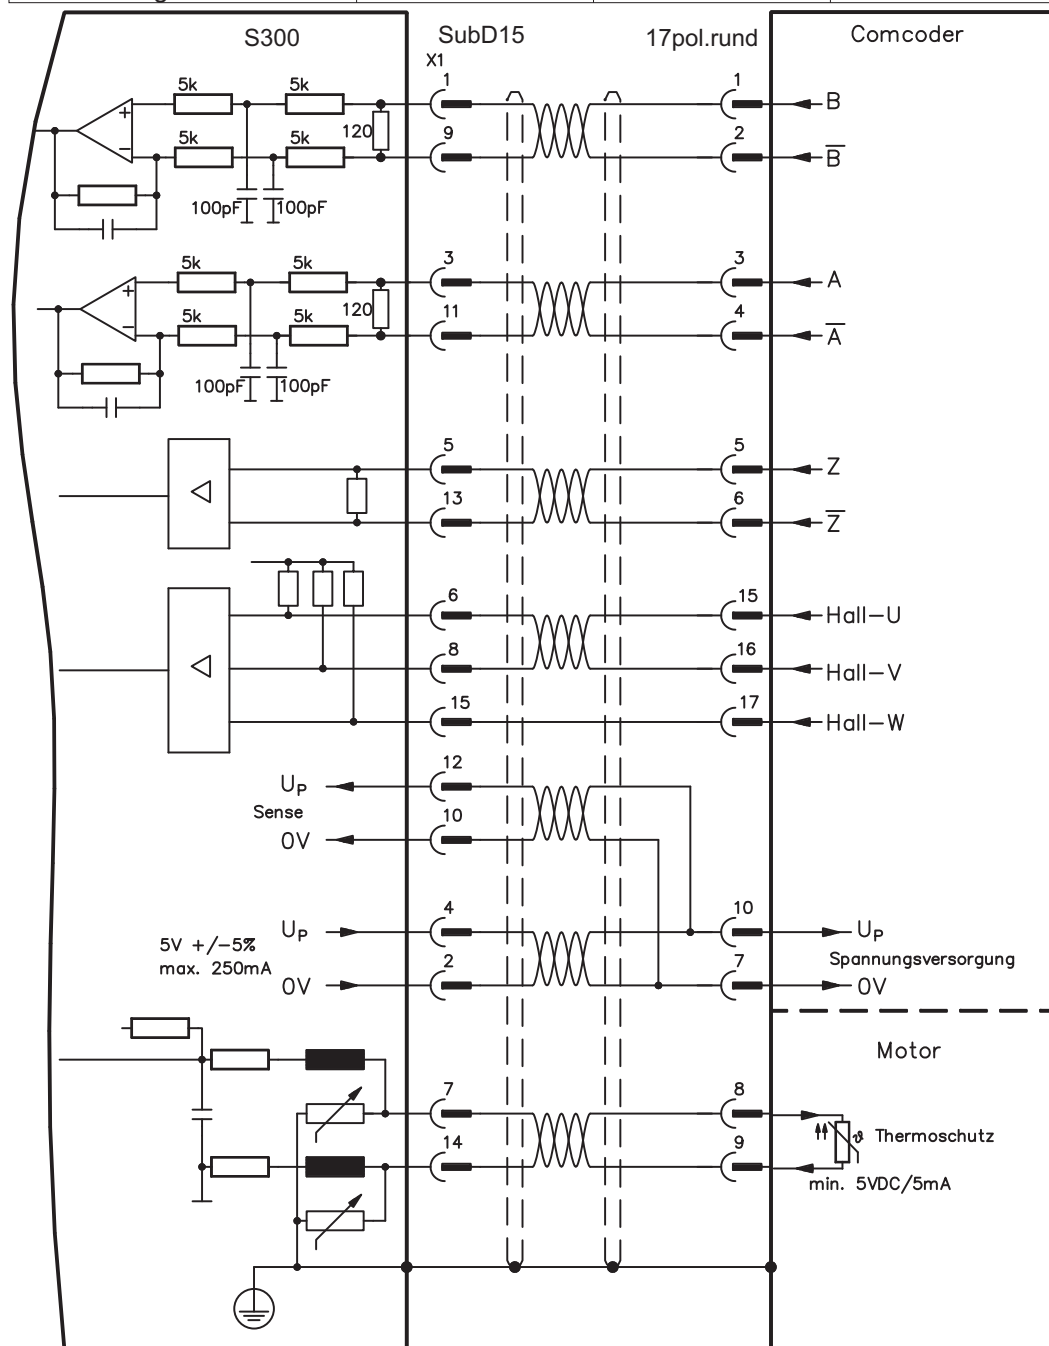 S300 SubD15 17pol.rund Comcoder
X1
5k 5k 1 1 B
+ 120
5k 5k 9 2 B̅
−
100pF 100pF
5k 5k 3 3 A
+ 120
5k 5k 11 4 A̅
−
100pF 100pF
5 5 Z
13 6 Z̅
6 15 Hall–U
8 16 Hall–V
15 17 Hall–W
UP 12
Sense
0V 10
UP 4 10 UP
5V +/–5% Spannungsversorgung
max. 250mA
0V 2 7 0V
Motor
7 8
ϑ Thermoschutz
14 9
min. 5VDC/5mA